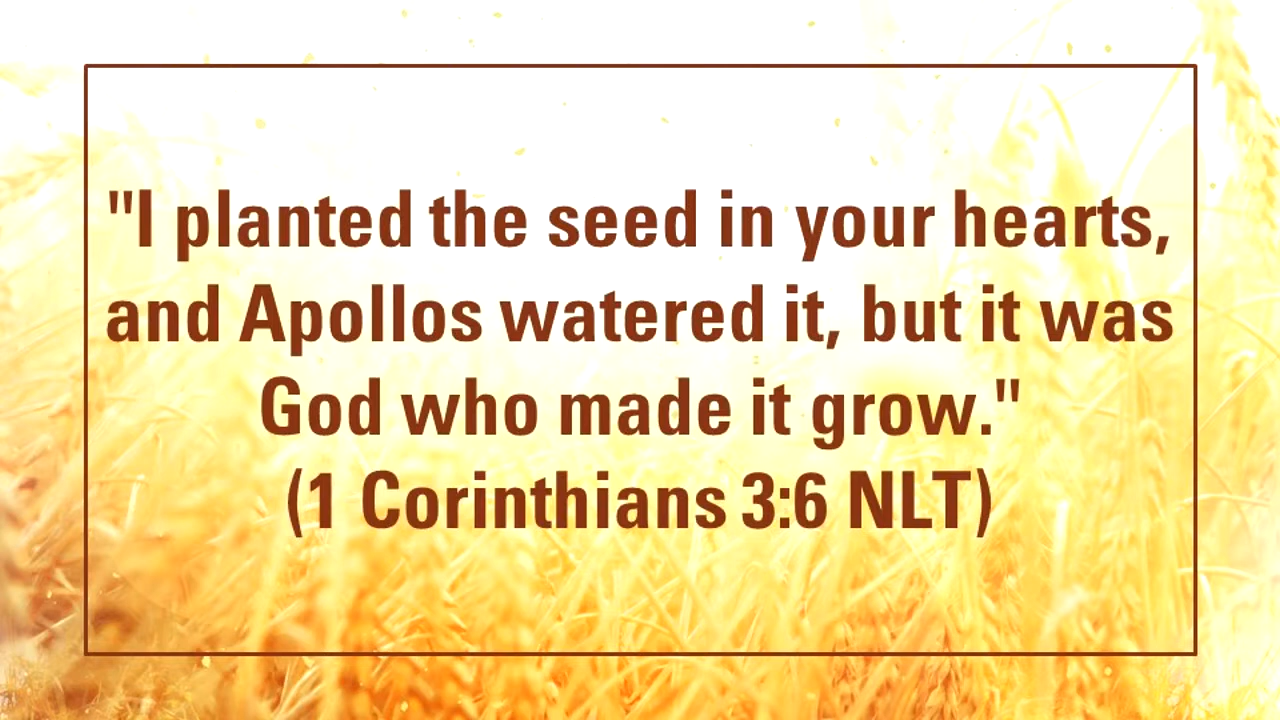 "I planted the seed in your hearts,
and Apollos watered it, but it was
God who made it grow."
(1 Corinthians 3:6 NLT)